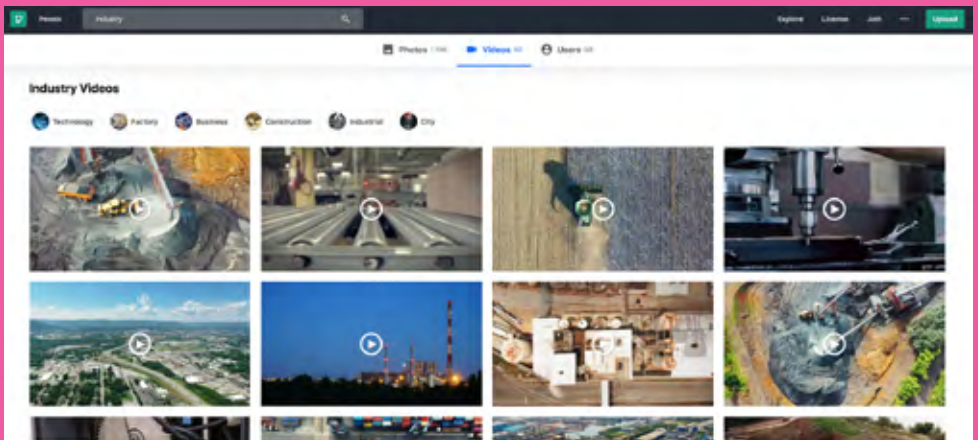 Pexels
Industry
Explore License Join ... Upload
Photos Videos Users
Industry Videos
Technology Factory Business Construction Industrial City